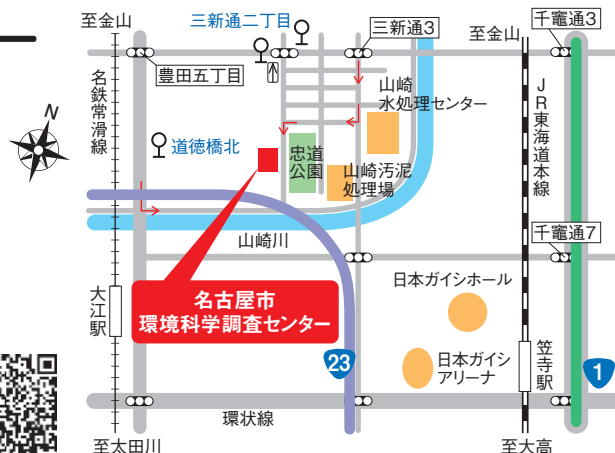 至金山
三新通二丁目
三新通3
至金山
千竈通3
豊田五丁目
名鉄常滑線
N
道徳橋北
忠道
公園
山崎
水処理センター
山崎汚泥
処理場
JR東海道本線
山崎川
千竈通7
大江駅
名古屋市
環境科学調査センター
日本ガイシホール
日本ガイシ
アリーナ
笠寺駅
23
1
環状線
至太田川
至大高